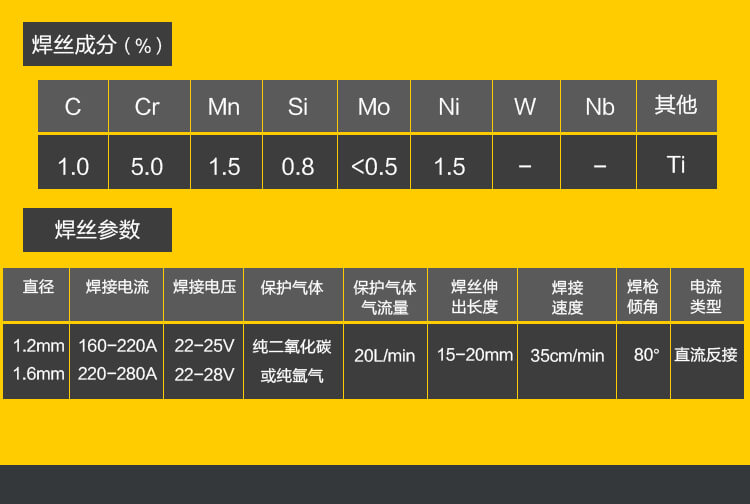 焊丝成分(%)
C Cr Mn Si Mo Ni W Nb 其他
1.0 5.0 1.5 0.8 <0.5 1.5 – – Ti
焊丝参数
直径 焊接电流 焊接电压 保护气体 保护气体气流量 焊丝伸出长度 焊接速度 焊枪倾角 电流类型
1.2mm 160–220A 22–25V 纯二氧化碳 20L/min 15–20mm 35cm/min 80° 直流反接
1.6mm 220–280A 22–28V 或纯氩气